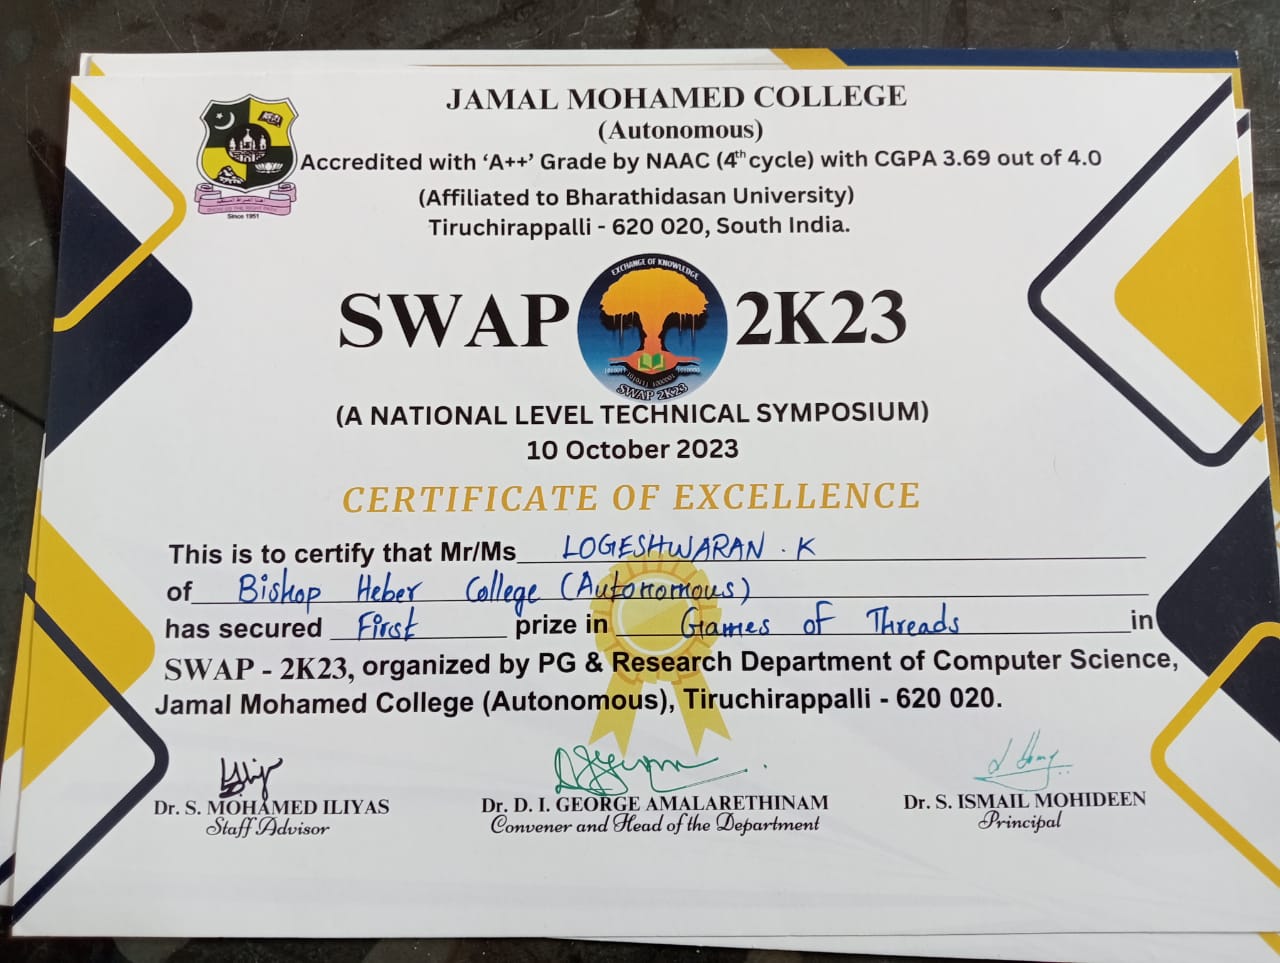 JAMAL MOHAMED COLLEGE
(Autonomous)
Accredited with ‘A++’ Grade by NAAC (4th cycle) with CGPA 3.69 out of 4.0
(Affiliated to Bharathidasan University)
Tiruchirappalli - 620 020, South India.
Since 1951
EXCHANGE OF KNOWLEDGE
SWAP 2K23
SWAP 2K23
(A NATIONAL LEVEL TECHNICAL SYMPOSIUM)
10 October 2023
CERTIFICATE OF EXCELLENCE
This is to certify that Mr/Ms LOGESHWARAN . K
of Bishop Heber College (Autonomous)
has secured First prize in Games of Threads in
SWAP - 2K23, organized by PG & Research Department of Computer Science,
Jamal Mohamed College (Autonomous), Tiruchirappalli - 620 020.
Dr. S. MOHAMED ILIYAS
Staff Advisor
Dr. D. I. GEORGE AMALARETHINAM
Convener and Head of the Department
Dr. S. ISMAIL MOHIDEEN
Principal